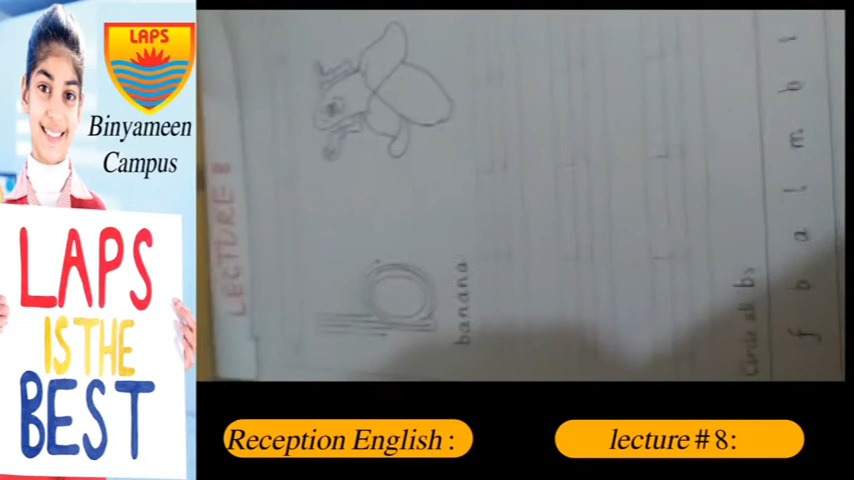 LAPS
Binyameen
Campus
LAPS
IS THE
BEST
LECTURE 8
b
banana
Circle all bs
f b a l m b l
Reception English :
lecture # 8: